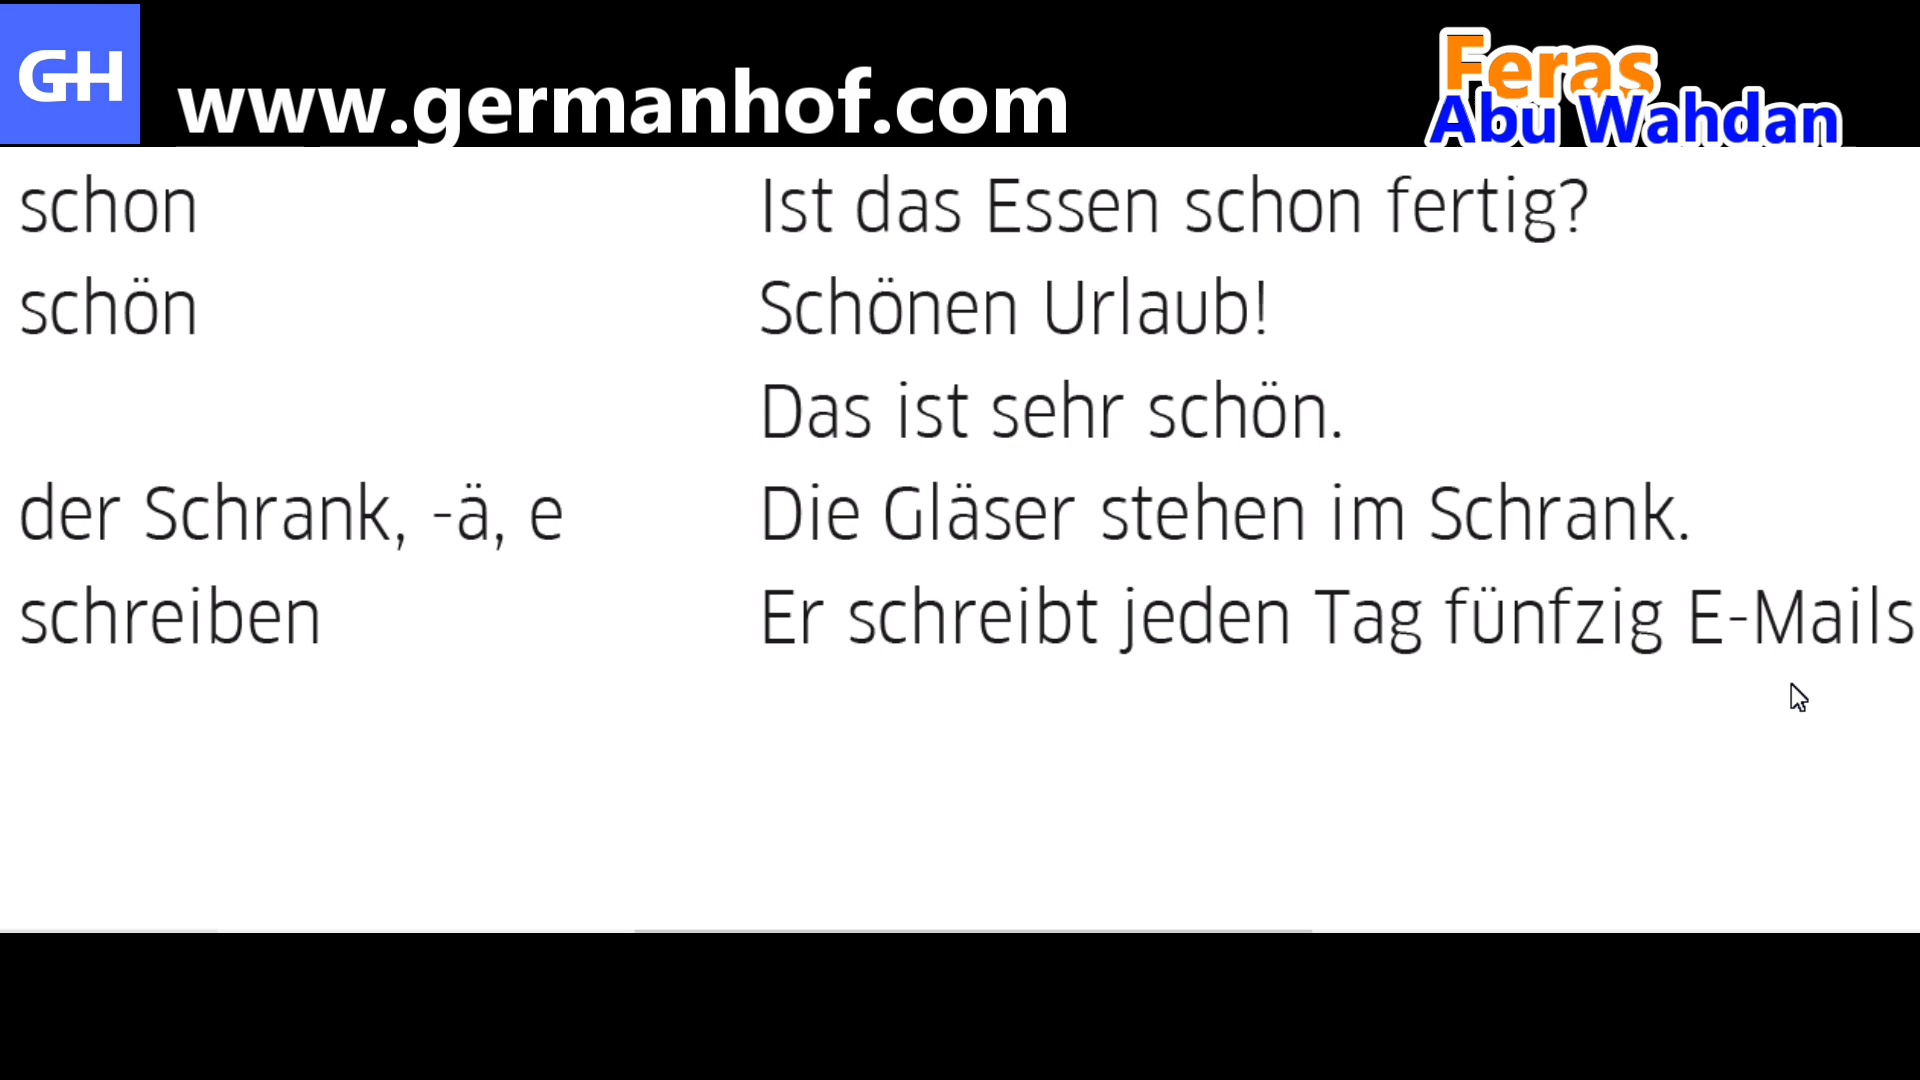 GH
www.germanhof.com
Feras
Abu Wahdan
schon Ist das Essen schon fertig?
schön Schönen Urlaub!
Das ist sehr schön.
der Schrank, -ä, e Die Gläser stehen im Schrank.
schreiben Er schreibt jeden Tag fünfzig E-Mails